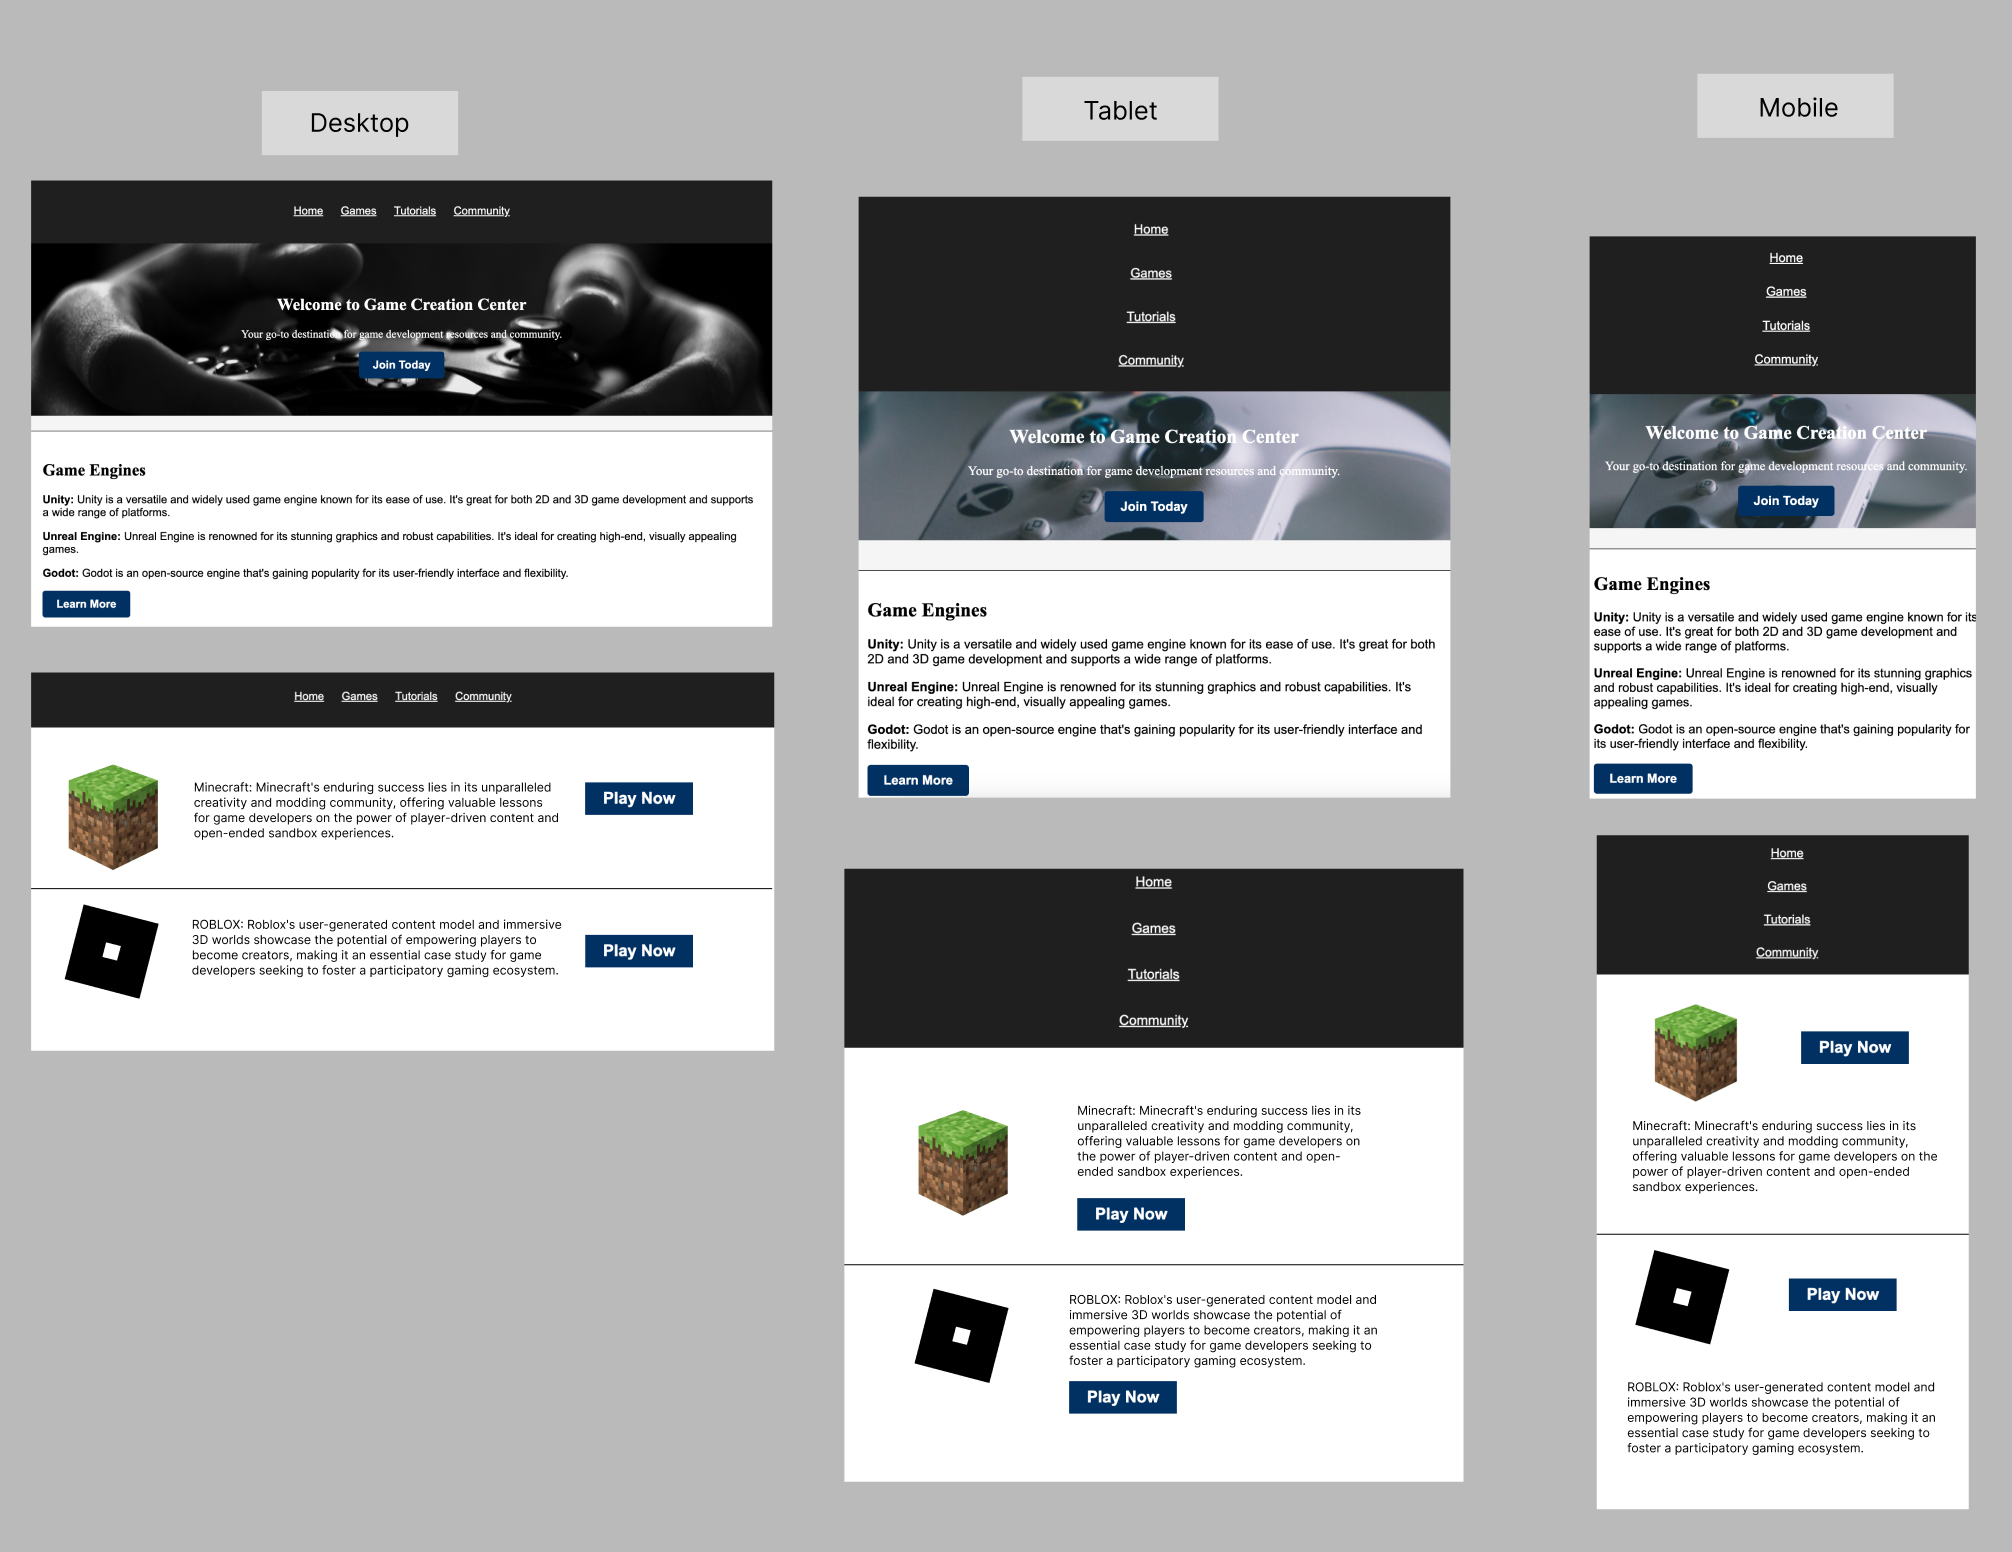 Desktop
Home Games Tutorials Community
Welcome to Game Creation Center
Your go-to destination for game development resources and community.
Join Today
Game Engines
Unity: Unity is a versatile and widely used game engine known for its ease of use. It's great for both 2D and 3D game development and supports
a wide range of platforms.
Unreal Engine: Unreal Engine is renowned for its stunning graphics and robust capabilities. It's ideal for creating high-end, visually appealing
games.
Godot: Godot is an open-source engine that's gaining popularity for its user-friendly interface and flexibility.
Learn More
Home Games Tutorials Community
Minecraft: Minecraft's enduring success lies in its unparalleled
creativity and modding community, offering valuable lessons
for game developers on the power of player-driven content and
open-ended sandbox experiences.
Play Now
ROBLOX: Roblox's user-generated content model and immersive
3D worlds showcase the potential of empowering players to
become creators, making it an essential case study for game
developers seeking to foster a participatory gaming ecosystem.
Play Now
Tablet
Home
Games
Tutorials
Community
Welcome to Game Creation Center
Your go-to destination for game development resources and community.
Join Today
Game Engines
Unity: Unity is a versatile and widely used game engine known for its ease of use. It's great for both
2D and 3D game development and supports a wide range of platforms.
Unreal Engine: Unreal Engine is renowned for its stunning graphics and robust capabilities. It's
ideal for creating high-end, visually appealing games.
Godot: Godot is an open-source engine that's gaining popularity for its user-friendly interface and
flexibility.
Learn More
Home
Games
Tutorials
Community
Minecraft: Minecraft's enduring success lies in its
unparalleled creativity and modding community,
offering valuable lessons for game developers on
the power of player-driven content and open-
ended sandbox experiences.
Play Now
ROBLOX: Roblox's user-generated content model and
immersive 3D worlds showcase the potential of
empowering players to become creators, making it an
essential case study for game developers seeking to
foster a participatory gaming ecosystem.
Play Now
Mobile
Home
Games
Tutorials
Community
Welcome to Game Creation Center
Your go-to destination for game development resources and community.
Join Today
Game Engines
Unity: Unity is a versatile and widely used game engine known for its
ease of use. It's great for both 2D and 3D game development and
supports a wide range of platforms.
Unreal Engine: Unreal Engine is renowned for its stunning graphics
and robust capabilities. It's ideal for creating high-end, visually
appealing games.
Godot: Godot is an open-source engine that's gaining popularity for
its user-friendly interface and flexibility.
Learn More
Home
Games
Tutorials
Community
Play Now
Minecraft: Minecraft's enduring success lies in its
unparalleled creativity and modding community,
offering valuable lessons for game developers on the
power of player-driven content and open-ended
sandbox experiences.
Play Now
ROBLOX: Roblox's user-generated content model and
immersive 3D worlds showcase the potential of
empowering players to become creators, making it an
essential case study for game developers seeking to
foster a participatory gaming ecosystem.